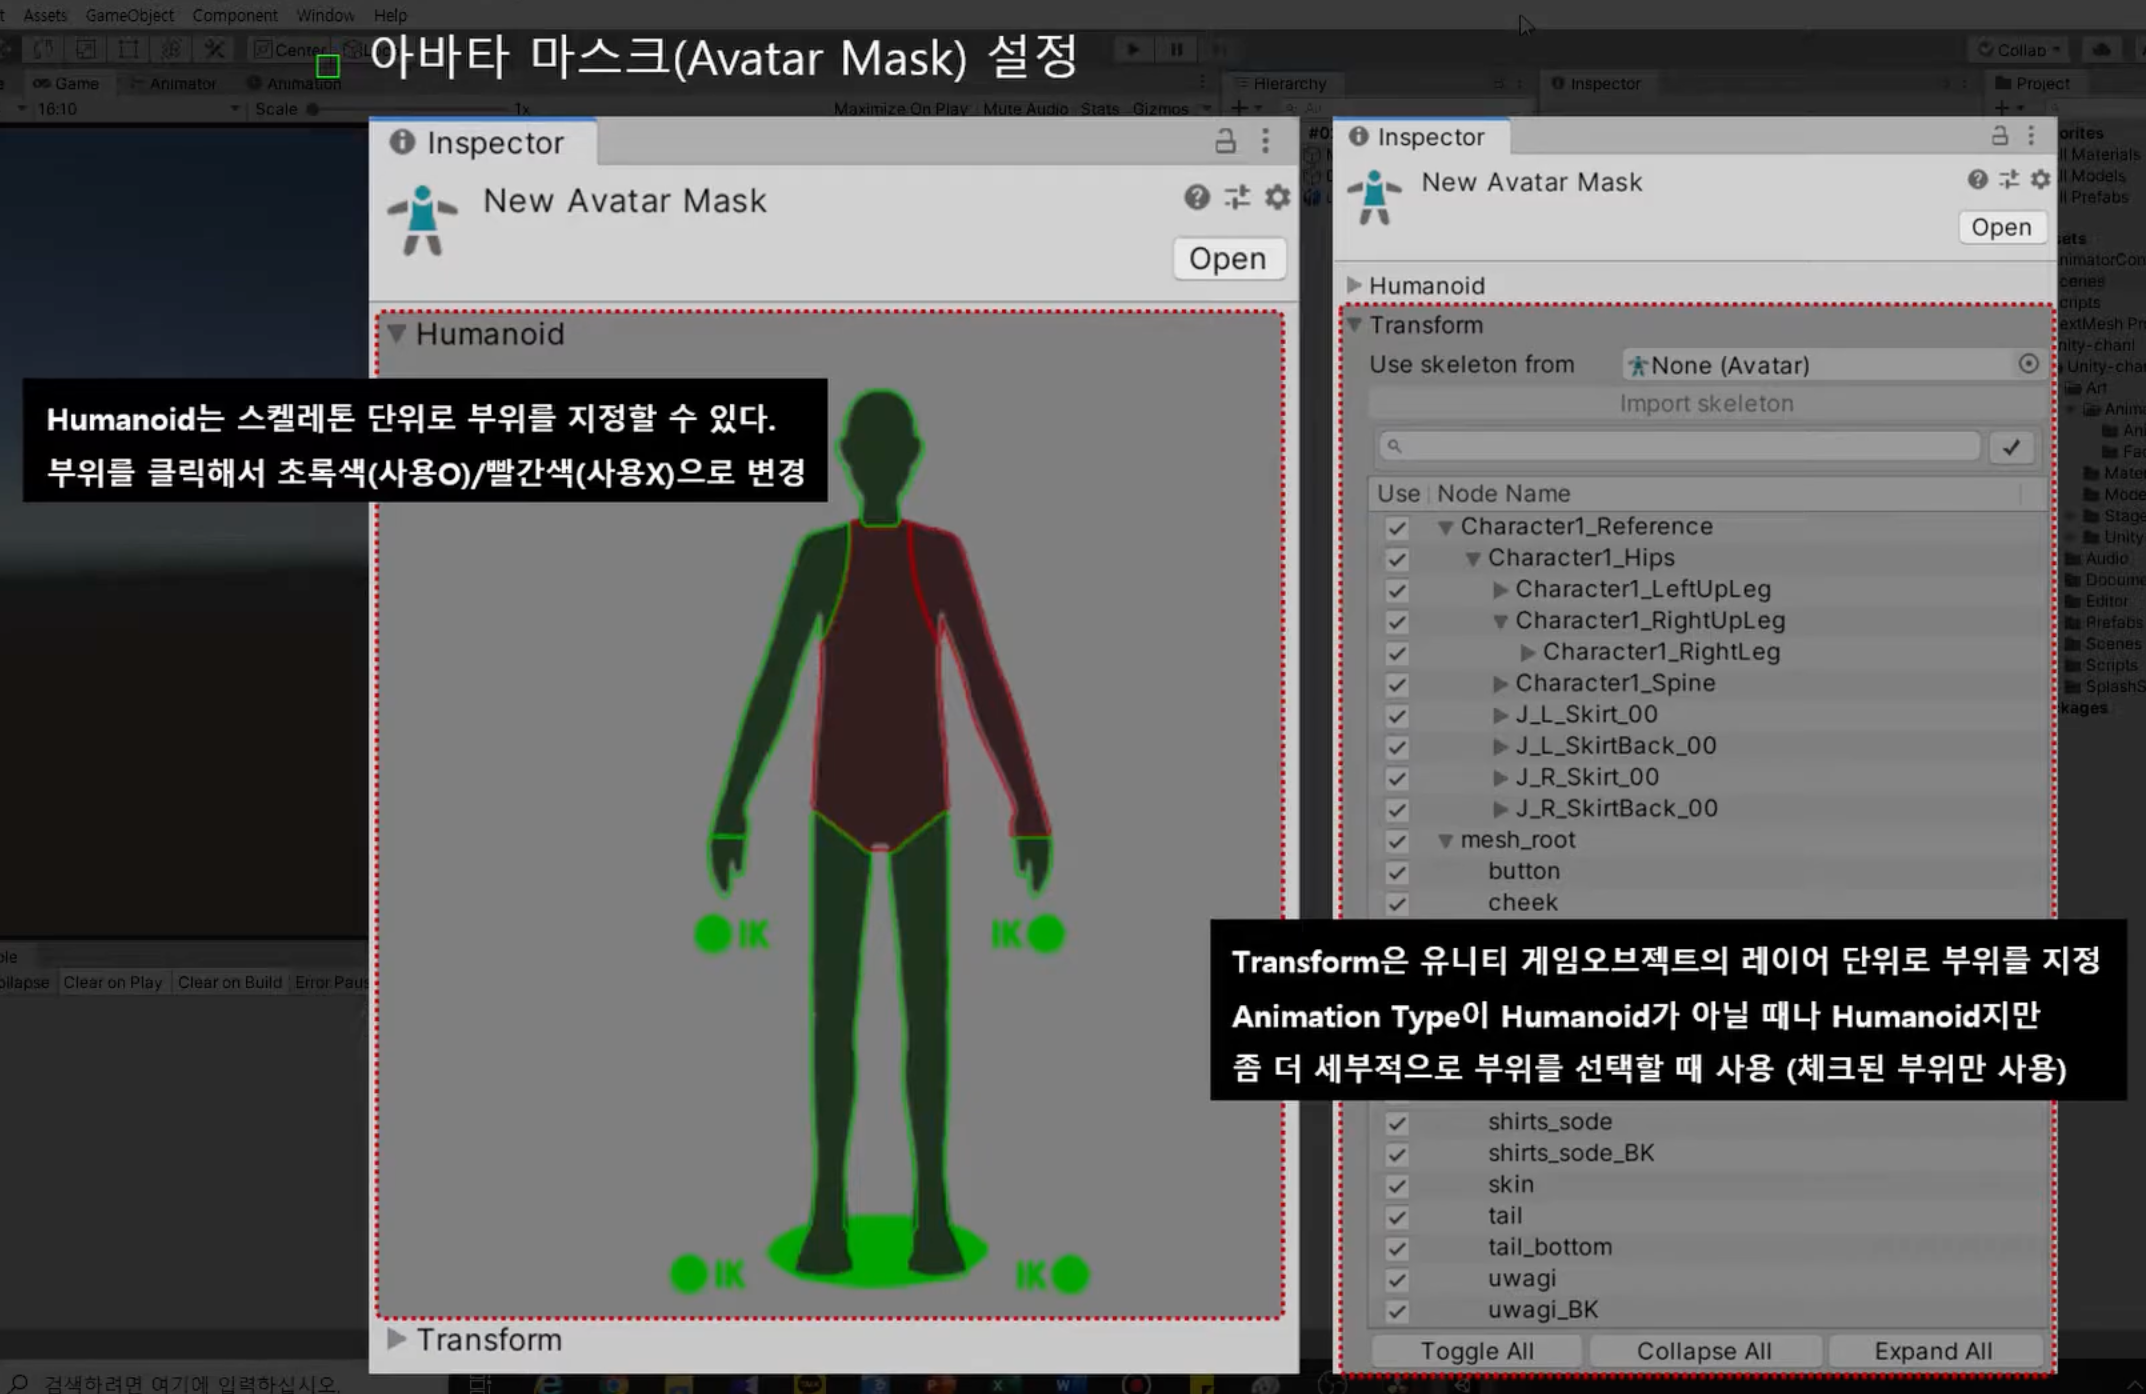 Assets GameObject Component Window Help
아바타 마스크(Avatar Mask) 설정
Center
Collab
Game Animator Animation
Hierarchy
Inspector
Project
16:10 Scale 1x Maximize On Play Mute Audio Stats Gizmos
Inspector
New Avatar Mask
Open
Humanoid
Humanoid는 스켈레톤 단위로 부위를 지정할 수 있다.
부위를 클릭해서 초록색(사용O)/빨간색(사용X)으로 변경
IK
IK
IK
IK
Transform
Inspector
New Avatar Mask
Open
Humanoid
Transform
Use skeleton from None (Avatar)
Import skeleton
Use Node Name
Character1_Reference
Character1_Hips
Character1_LeftUpLeg
Character1_RightUpLeg
Character1_RightLeg
Character1_Spine
J_L_Skirt_00
J_L_SkirtBack_00
J_R_Skirt_00
J_R_SkirtBack_00
mesh_root
button
cheek
Transform은 유니티 게임오브젝트의 레이어 단위로 부위를 지정
Animation Type이 Humanoid가 아닐 때나 Humanoid지만
좀 더 세부적으로 부위를 선택할 때 사용 (체크된 부위만 사용)
shirts_sode
shirts_sode_BK
skin
tail
tail_bottom
uwagi
uwagi_BK
Toggle All Collapse All Expand All
Art
Audio
Editor
Prefabs
Scenes
Scripts
Clear on Play Clear on Build
검색하려면 여기에 입력하십시오.